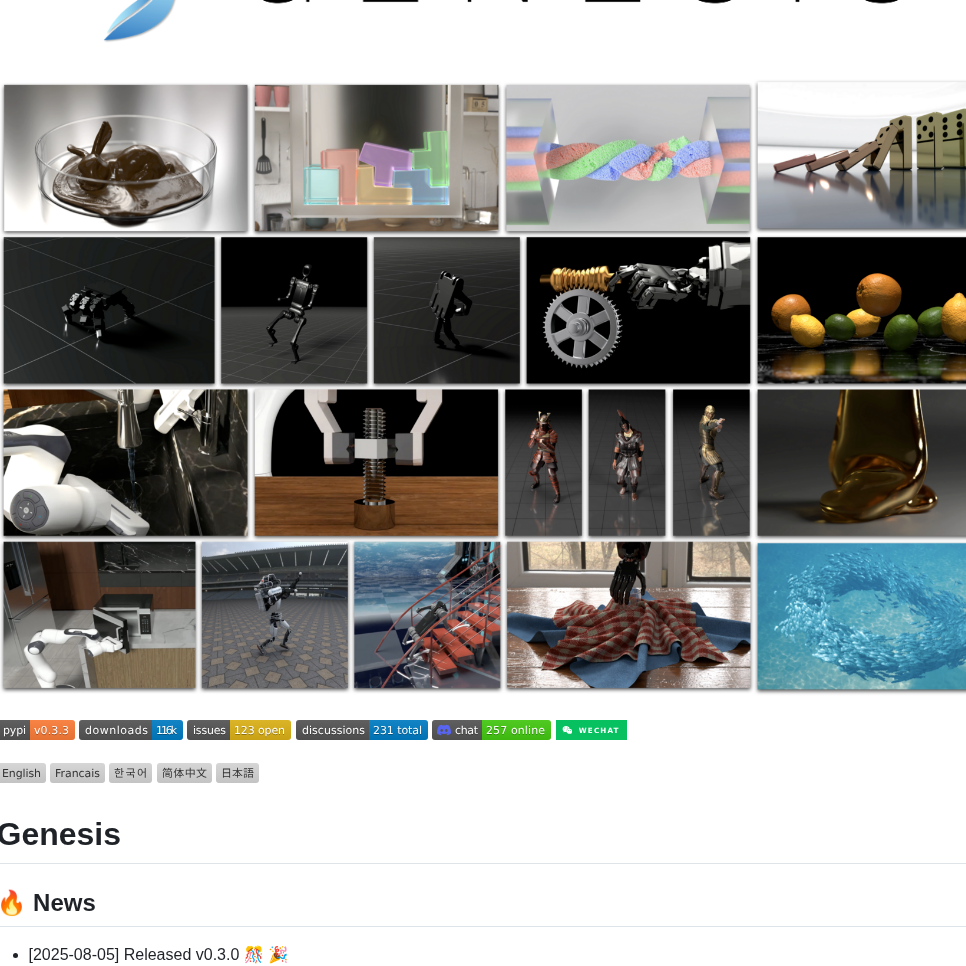 pypi v0.3.3 downloads 116k issues 123 open discussions 231 total chat 257 online WECHAT
English Francais 한국어 简体中文 日本語
Genesis
🔥 News
• [2025-08-05] Released v0.3.0 🎊 🎉